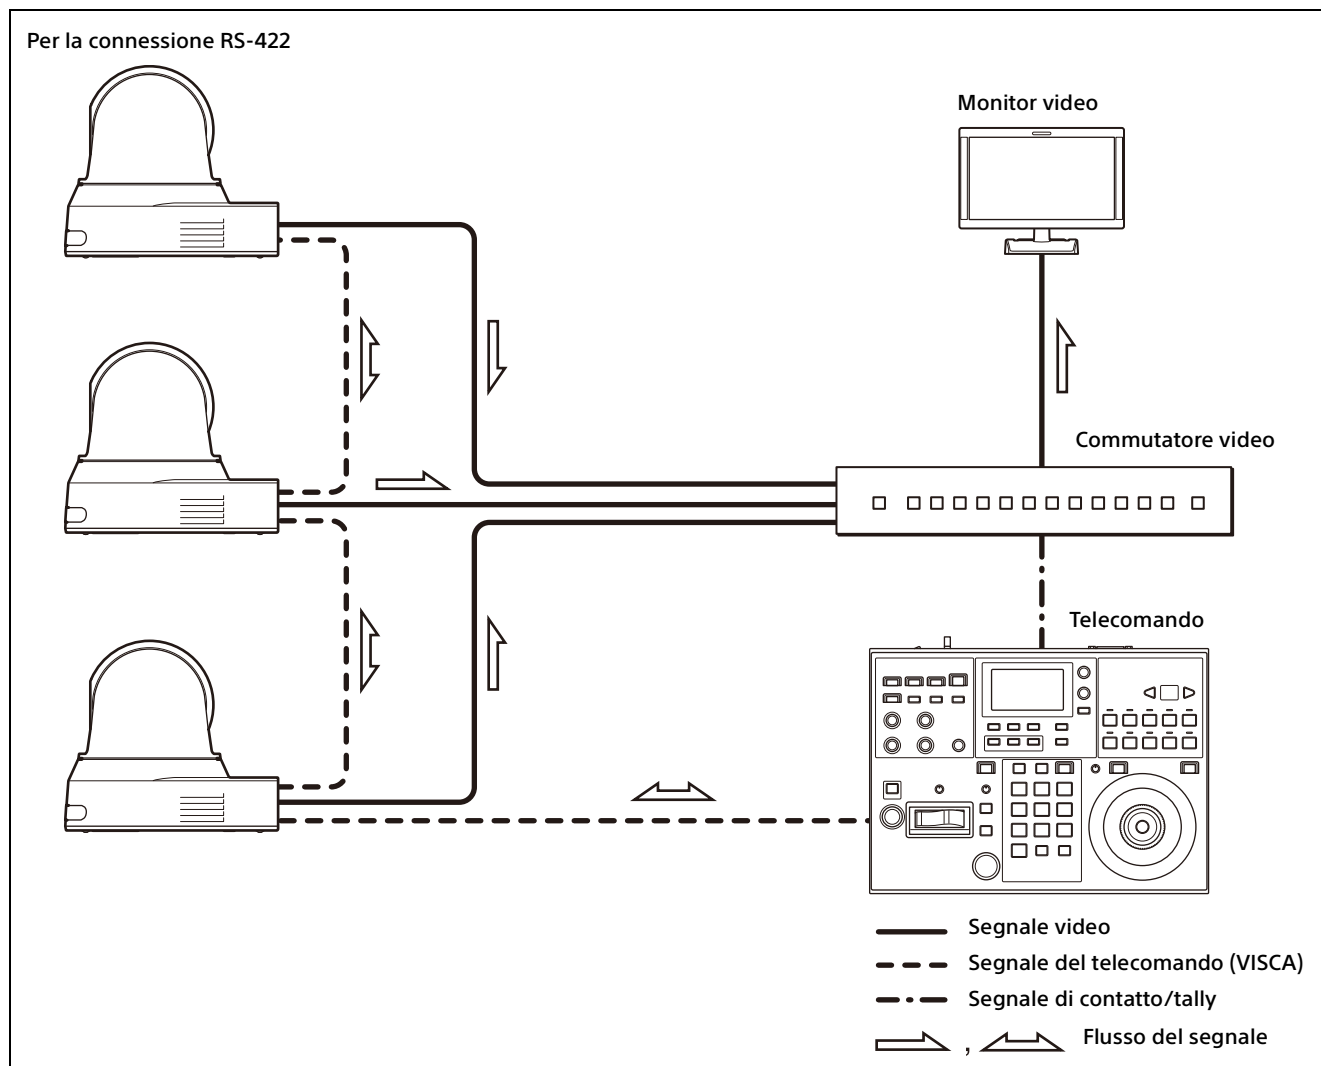 Per la connessione RS-422
Monitor video
Commutatore video
Telecomando
Segnale video
Segnale del telecomando (VISCA)
Segnale di contatto/tally
, Flusso del segnale